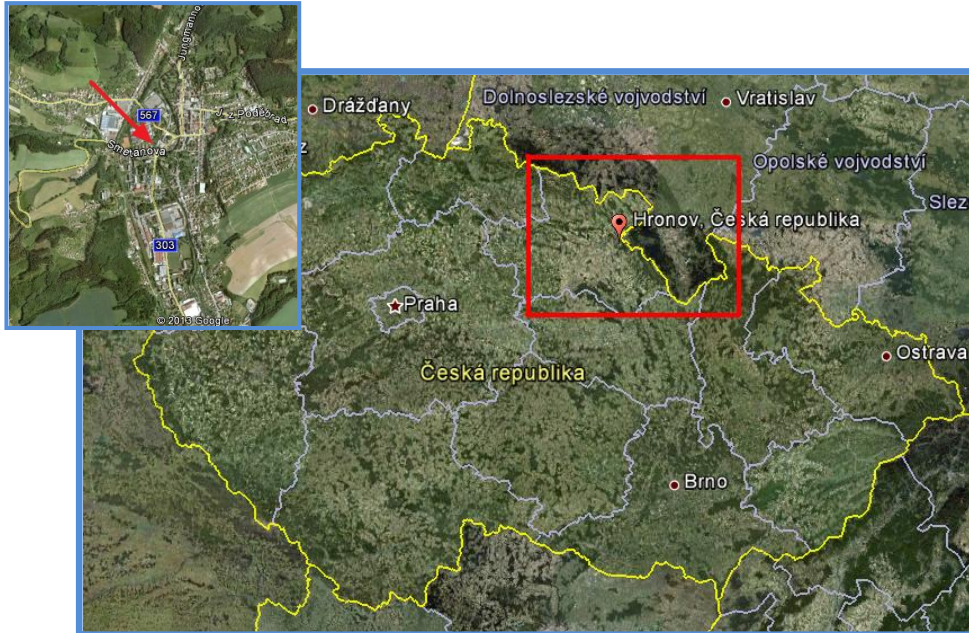 Jungmanno
567
J. z Poděbrad
Smetanova
303
© 2013 Google
Drážďany
Dolnoslezské vojvodství
Vratislav
z
Opolské vojvodství
Slez
Hronov, Česká republika
Praha
Ostrava
Česká republika
Brno